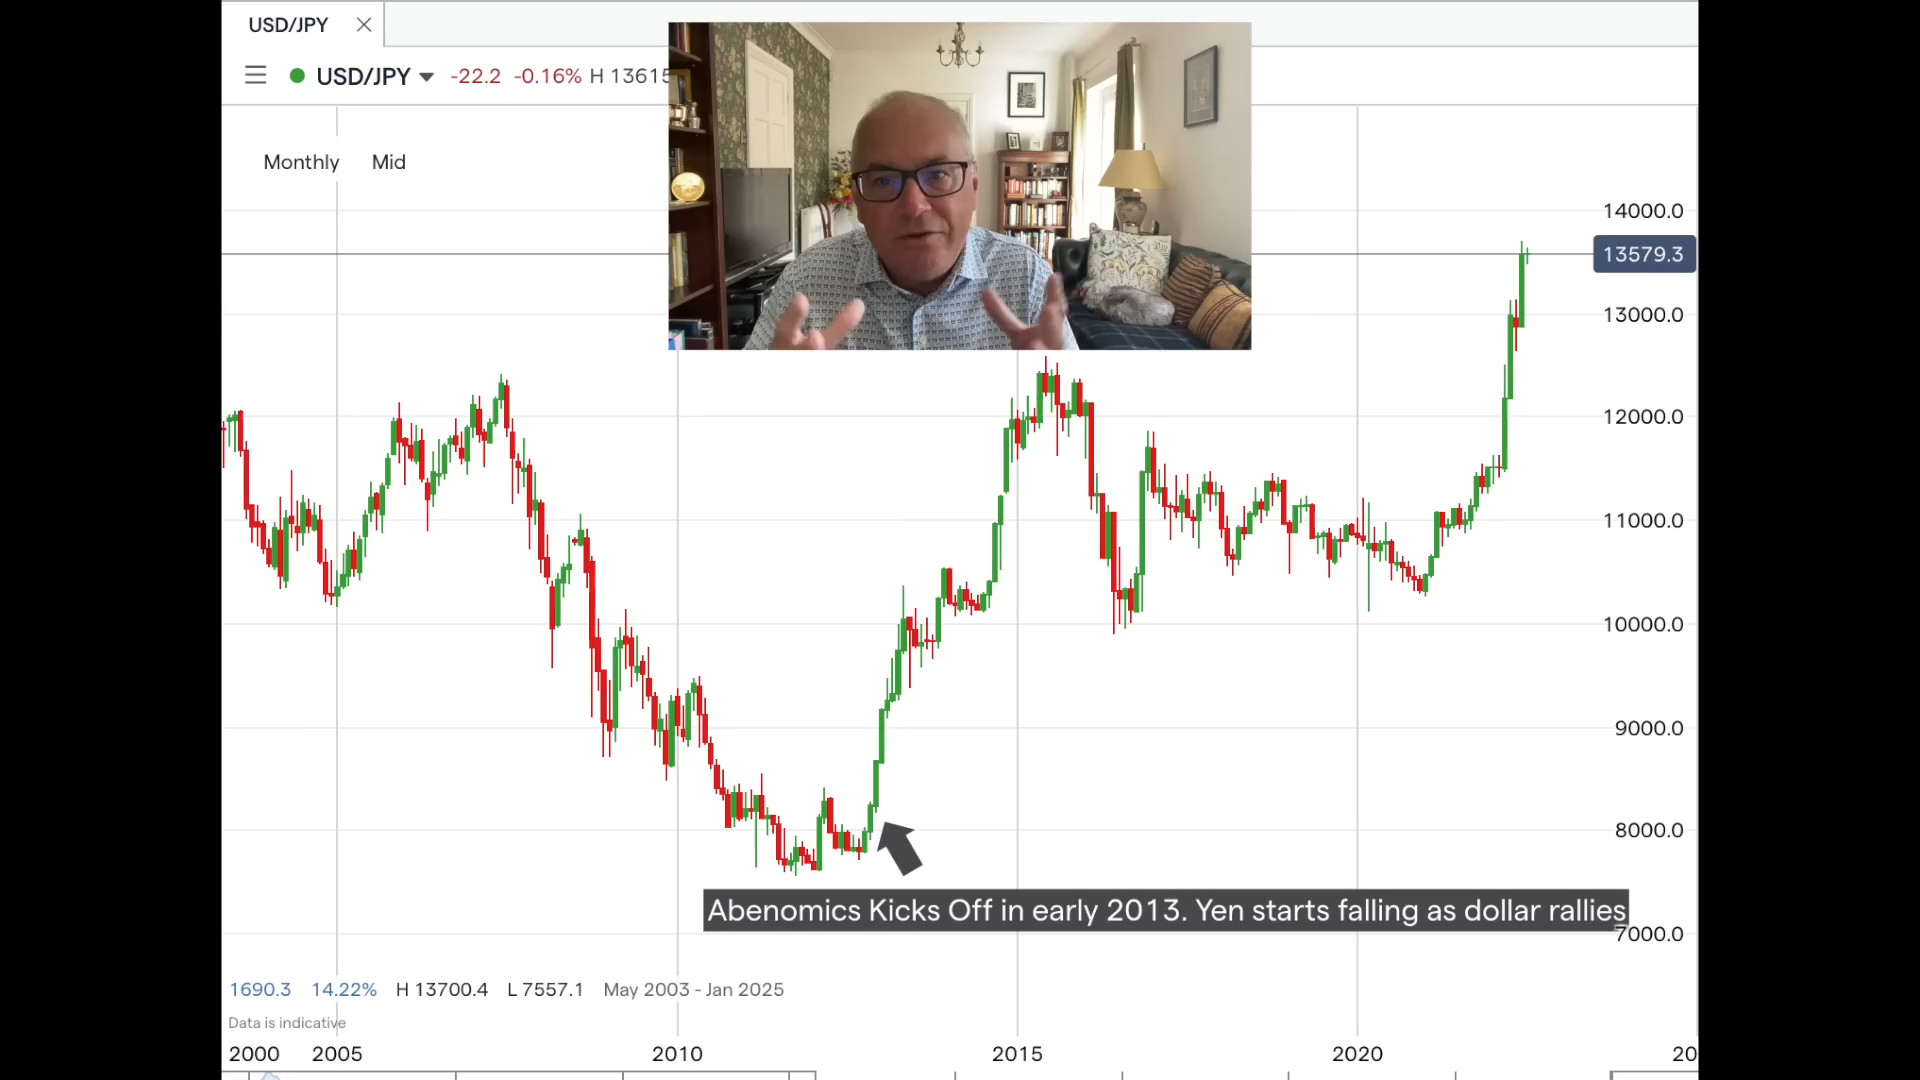 USD/JPY
USD/JPY -22.2 -0.16% H 13615
Monthly Mid
14000.0
13579.3
13000.0
12000.0
11000.0
10000.0
9000.0
8000.0
Abenomics Kicks Off in early 2013. Yen starts falling as dollar rallies
7000.0
1690.3 14.22% H 13700.4 L 7557.1 May 2003 - Jan 2025
Data is indicative
2000 2005 2010 2015 2020 20